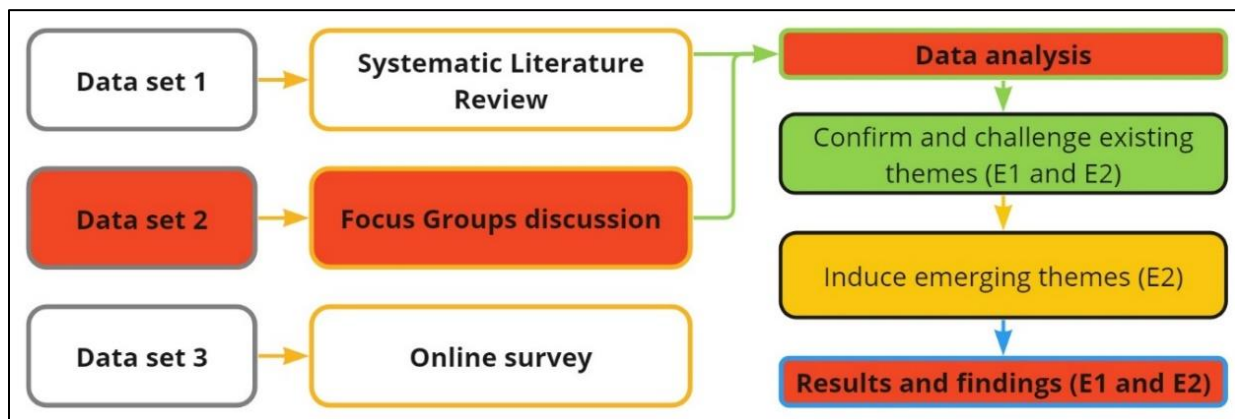 Data set 1
Systematic Literature
Review
Data set 2
Focus Groups discussion
Data set 3
Online survey
Data analysis
Confirm and challenge existing
themes (E1 and E2)
Induce emerging themes (E2)
Results and findings (E1 and E2)